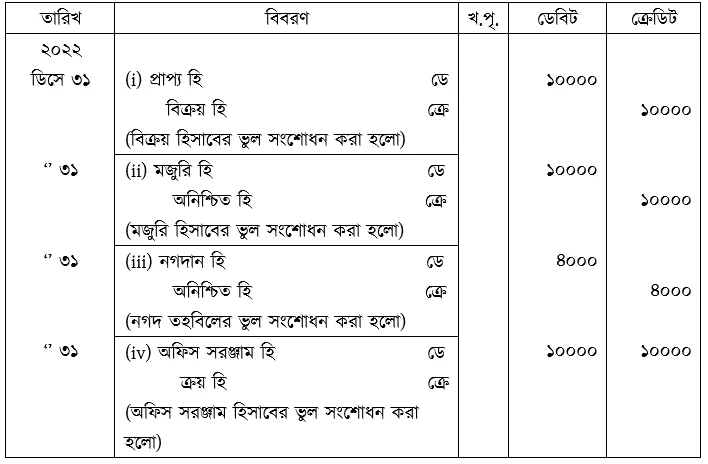 তারিখ বিবরণ খ.পৃ. ডেবিট ক্রেডিট
২০২২
ডিসে ৩১ (i) প্রাপ্য হি ডে ১০০০০
বিক্রয় হি ক্রে ১০০০০
(বিক্রয় হিসাবের ভুল সংশোধন করা হলো)
‘’ ৩১ (ii) মজুরি হি ডে ১০০০০
অনিশ্চিত হি ক্রে ১০০০০
(মজুরি হিসাবের ভুল সংশোধন করা হলো)
‘’ ৩১ (iii) নগদান হি ডে ৪০০০
অনিশ্চিত হি ক্রে ৪০০০
(নগদ তহবিলের ভুল সংশোধন করা হলো)
‘’ ৩১ (iv) অফিস সরঞ্জাম হি ডে ১০০০০ ১০০০০
ক্রয় হি ক্রে
(অফিস সরঞ্জাম হিসাবের ভুল সংশোধন করা
হলো)